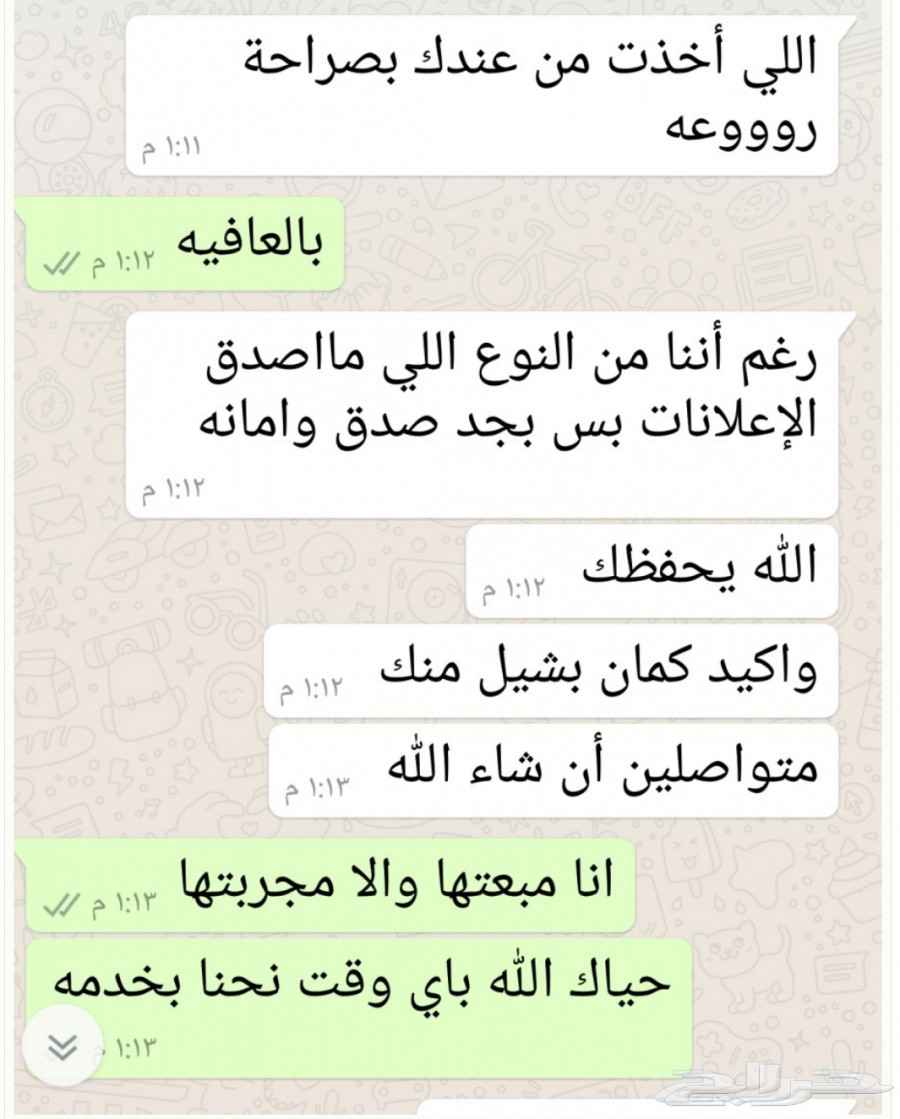 اللي أخذت من عندك بصراحة
روووعه
١:١١ م
بالعافيه
١:١٢ م
رغم أننا من النوع اللي مااصدق
الإعلانات بس بجد صدق وامانه
١:١٢ م
الله يحفظك
١:١٢ م
واكيد كمان بشيل منك
١:١٢ م
متواصلين أن شاء الله
١:١٣ م
انا مبعتها والا مجربتها
١:١٣ م
حياك الله باي وقت نحنا بخدمه
١:١٣
حراج